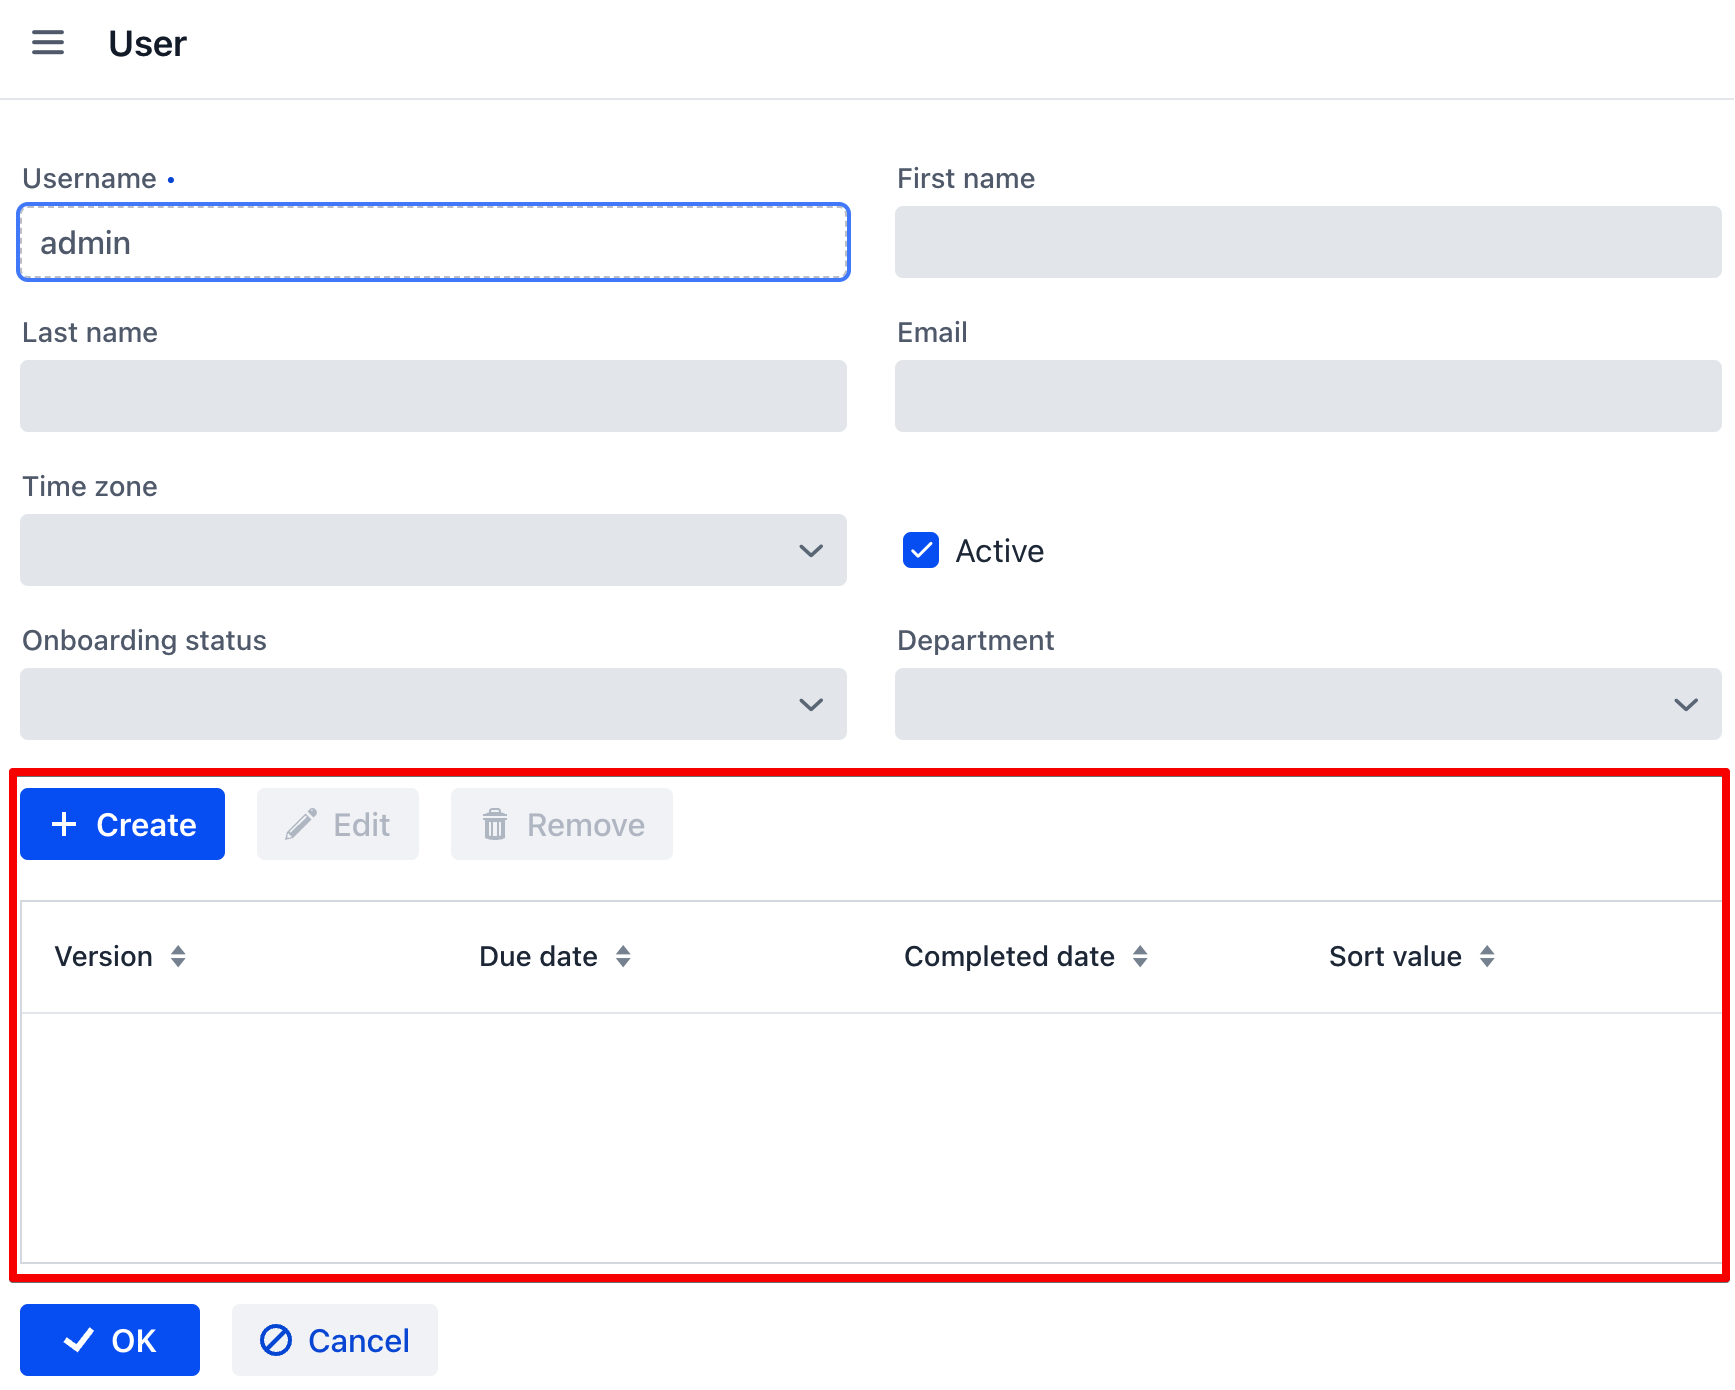 User
Username
First name
admin
Last name
Email
Time zone
Active
Onboarding status
Department
Create Edit Remove
Version Due date Completed date Sort value
OK Cancel